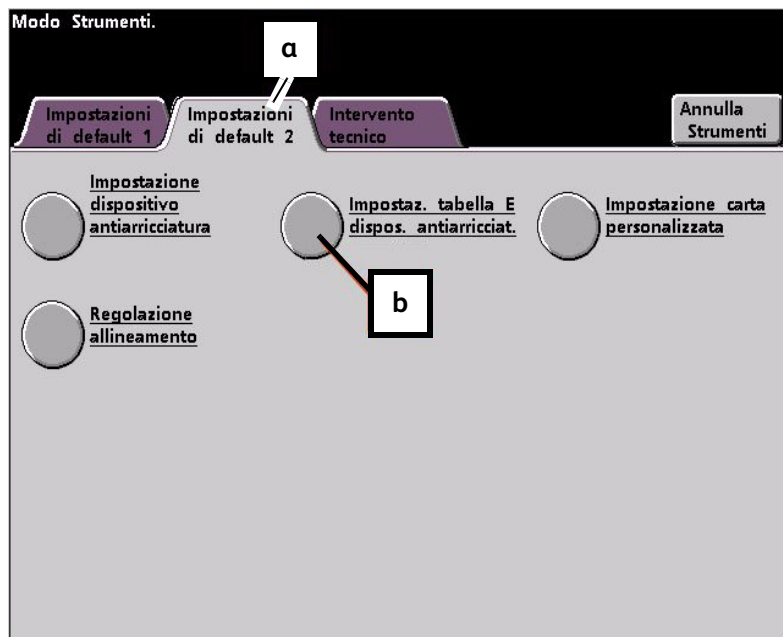 Modo Strumenti.
a
Impostazioni
di default 1
Impostazioni
di default 2
Intervento
tecnico
Annulla
Strumenti
Impostazione
dispositivo
antiarricciatura
Impostaz. tabella E
dispos. antiarricciat.
Impostazione carta
personalizzata
b
Regolazione
allineamento